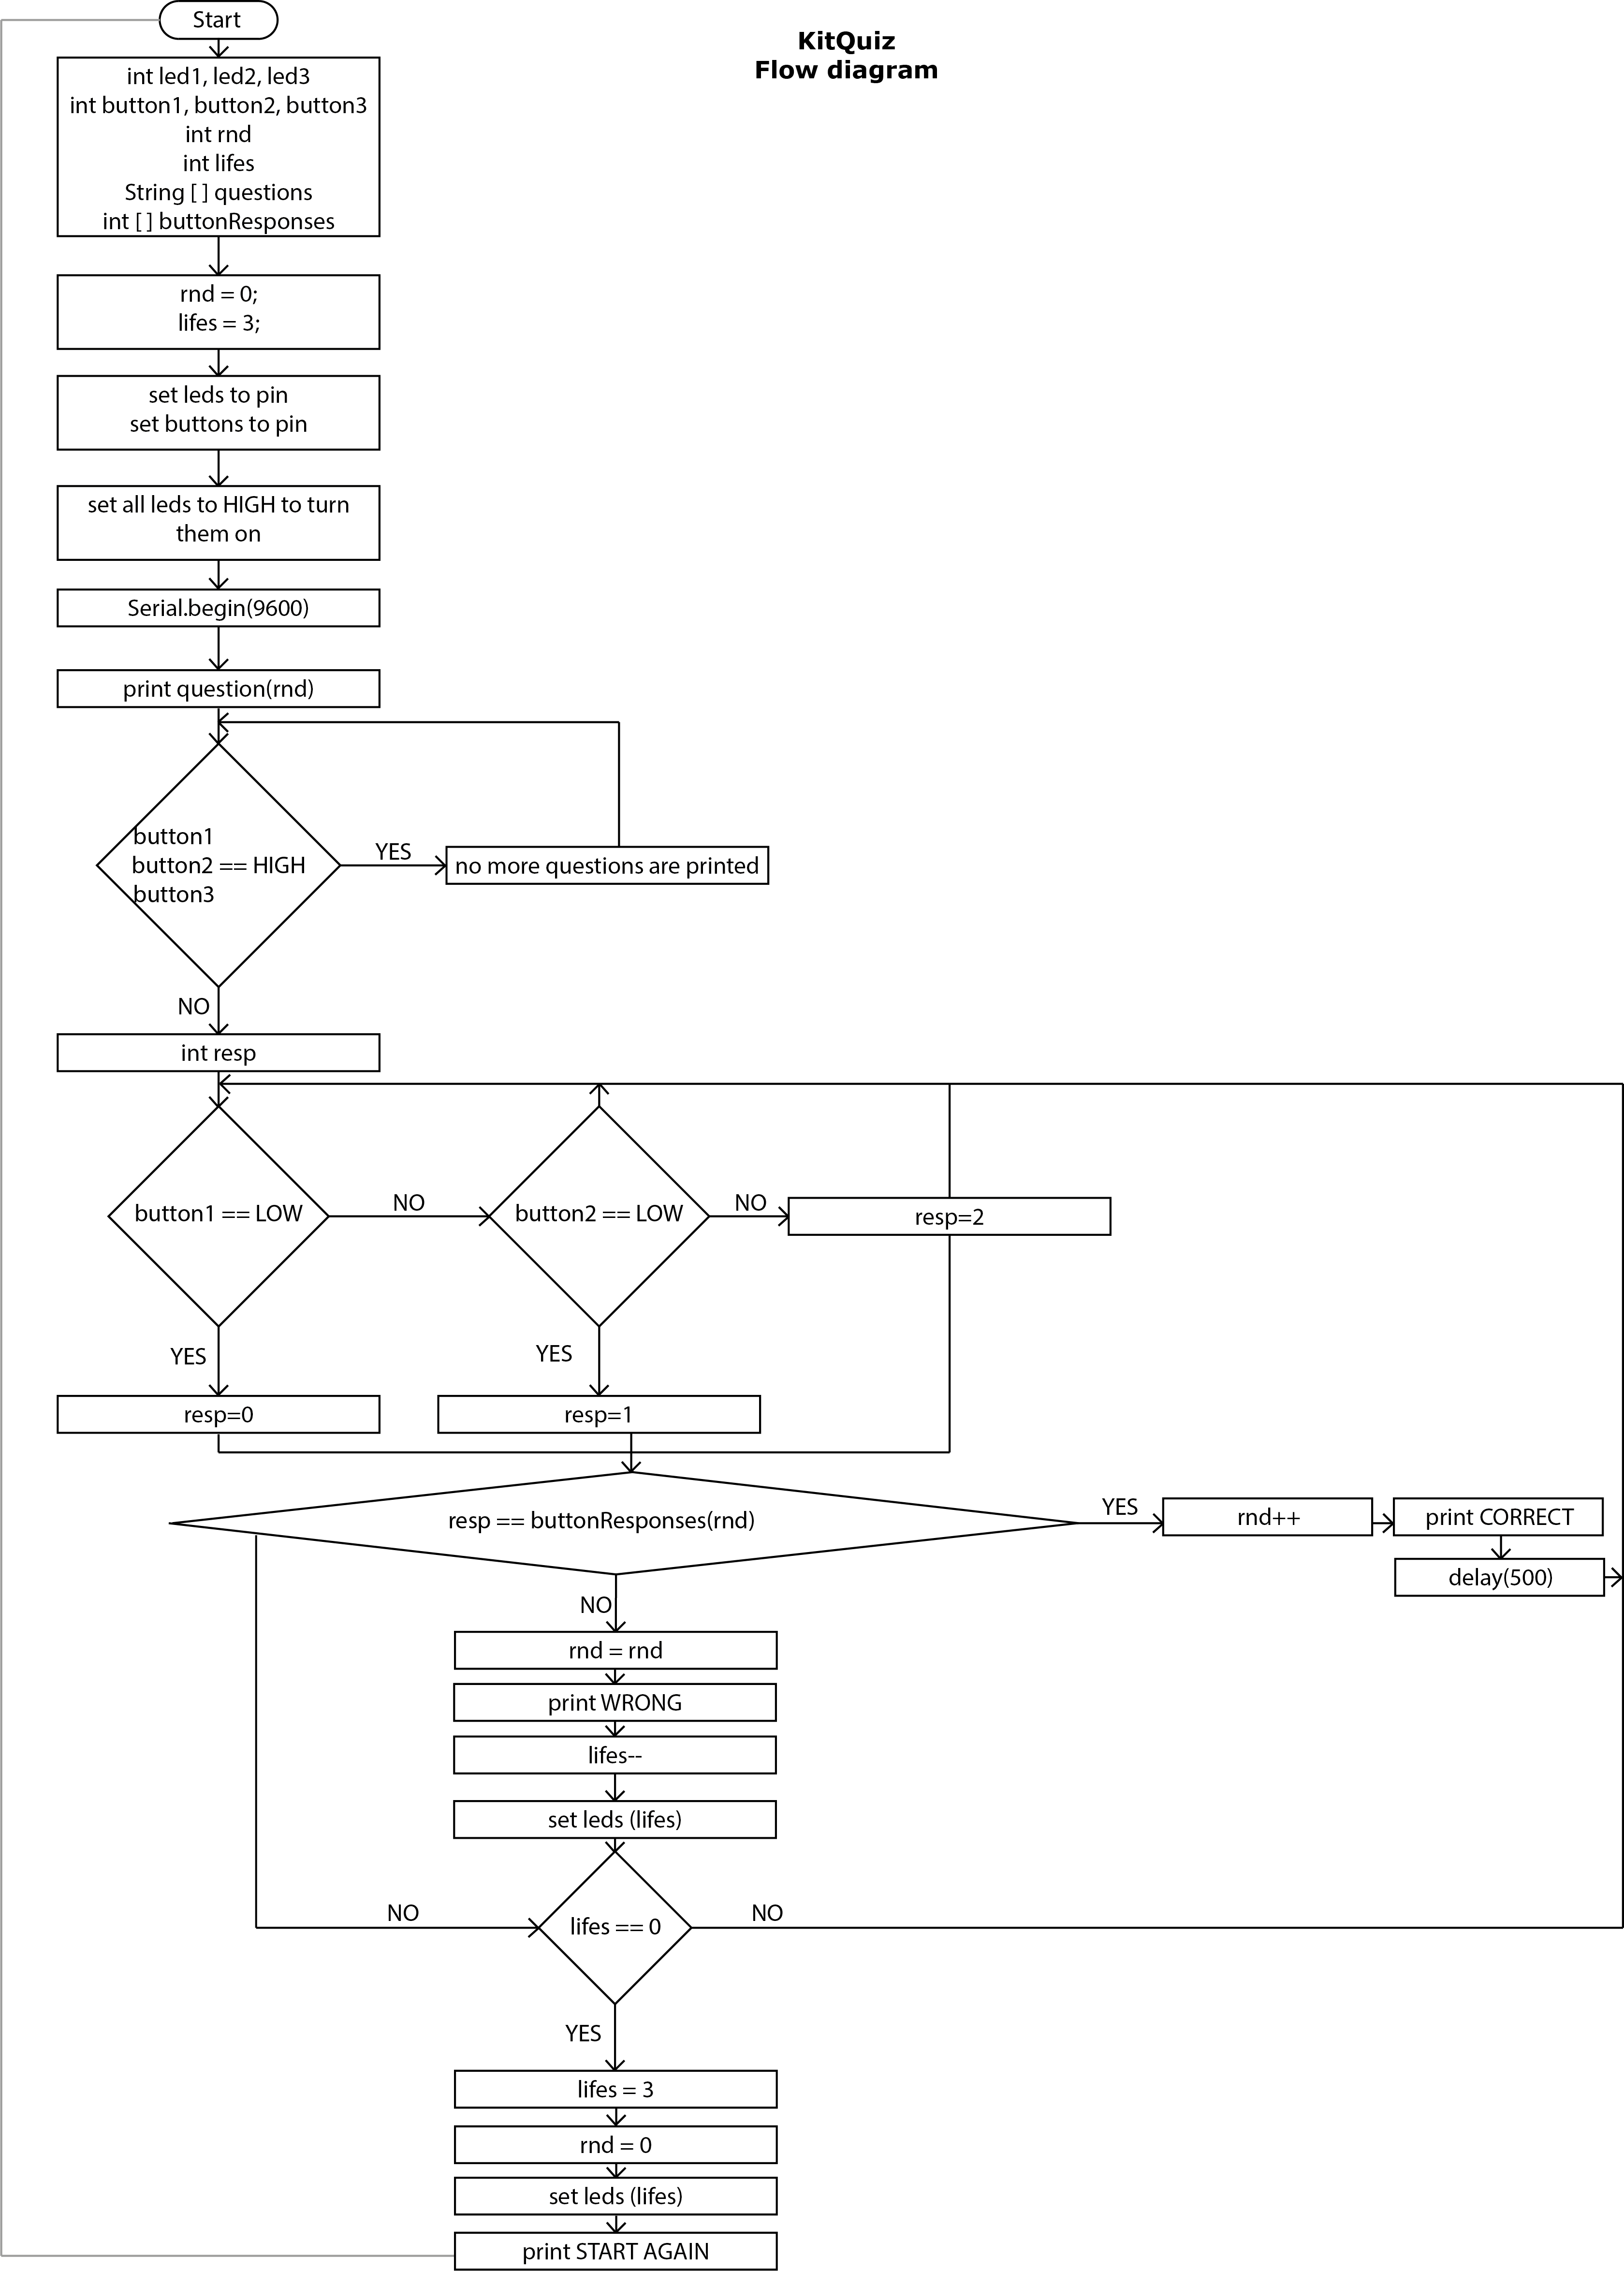 Start
KitQuiz
Flow diagram
int led1, led2, led3
int button1, button2, button3
int rnd
int lifes
String [ ] questions
int [ ] buttonResponses
rnd = 0;
lifes = 3;
set leds to pin
set buttons to pin
set all leds to HIGH to turn
them on
Serial.begin(9600)
print question(rnd)
button1
button2 == HIGH
button3
YES
no more questions are printed
NO
int resp
button1 == LOW
NO
button2 == LOW
NO
resp=2
YES
YES
resp=0
resp=1
resp == buttonResponses(rnd)
YES
rnd++
print CORRECT
delay(500)
NO
rnd = rnd
print WRONG
lifes--
set leds (lifes)
NO
lifes == 0
NO
YES
lifes = 3
rnd = 0
set leds (lifes)
print START AGAIN